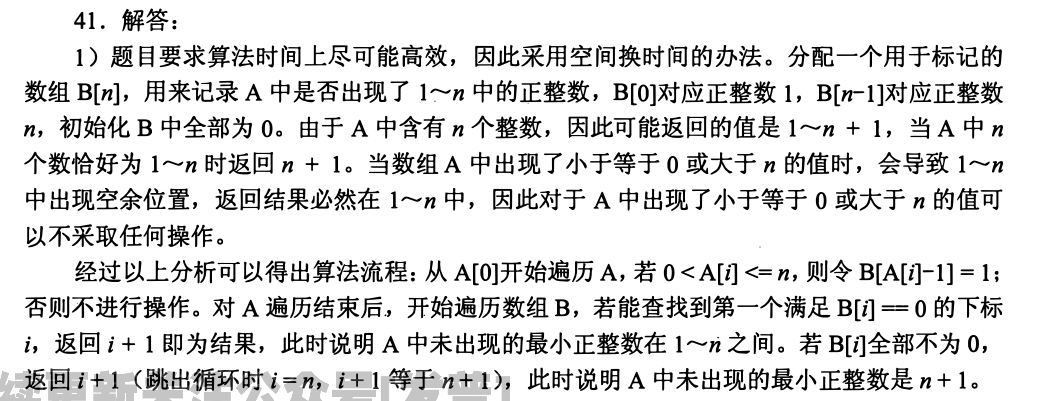 41．解答：
1）题目要求算法时间上尽可能高效，因此采用空间换时间的办法。分配一个用于标记的
数组 B[n]，用来记录 A 中是否出现了 1～n 中的正整数，B[0]对应正整数 1，B[n-1]对应正整数
n，初始化 B 中全部为 0。由于 A 中含有 n 个整数，因此可能返回的值是 1～n + 1，当 A 中 n
个数恰好为 1～n 时返回 n + 1。当数组 A 中出现了小于等于 0 或大于 n 的值时，会导致 1～n
中出现空余位置，返回结果必然在 1～n 中，因此对于 A 中出现了小于等于 0 或大于 n 的值可
以不采取任何操作。
经过以上分析可以得出算法流程：从 A[0]开始遍历 A，若 0 < A[i] <= n，则令 B[A[i]-1] = 1；
否则不进行操作。对 A 遍历结束后，开始遍历数组 B，若能查找到第一个满足 B[i] == 0 的下标
i，返回 i + 1 即为结果，此时说明 A 中未出现的最小正整数在 1～n 之间。若 B[i]全部不为 0，
返回 i + 1（跳出循环时 i = n，i + 1 等于 n + 1），此时说明 A 中未出现的最小正整数是 n + 1。